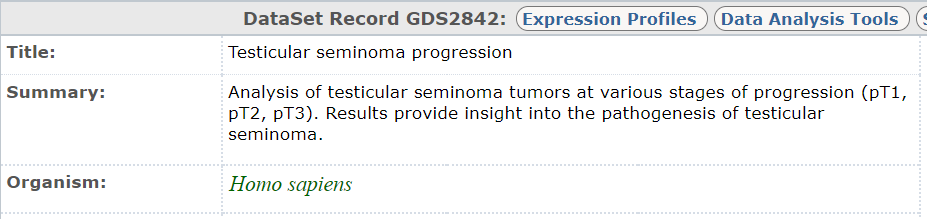 DataSet Record GDS2842: Expression Profiles Data Analysis Tools
Title: Testicular seminoma progression
Summary: Analysis of testicular seminoma tumors at various stages of progression (pT1,
pT2, pT3). Results provide insight into the pathogenesis of testicular
seminoma.
Organism: Homo sapiens